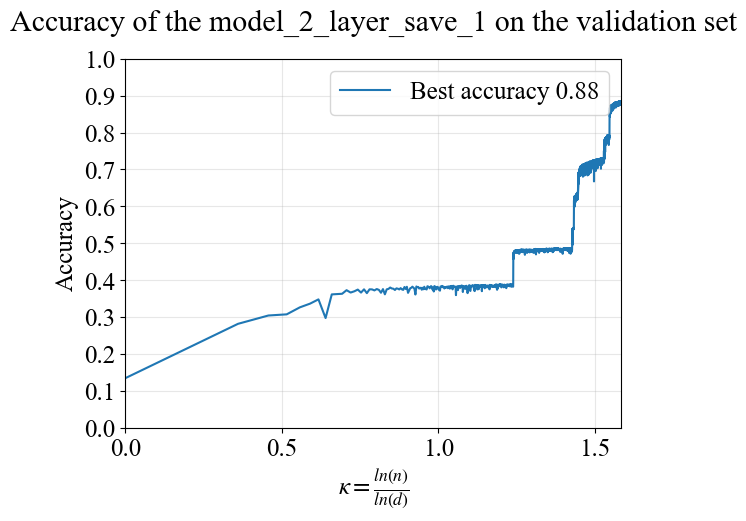 Accuracy of the model_2_layer_save_1 on the validation set
Best accuracy 0.88
Accuracy
1.0
0.9
0.8
0.7
0.6
0.5
0.4
0.3
0.2
0.1
0.0
0.0 0.5 1.0 1.5
κ = ln(n)/ln(d)